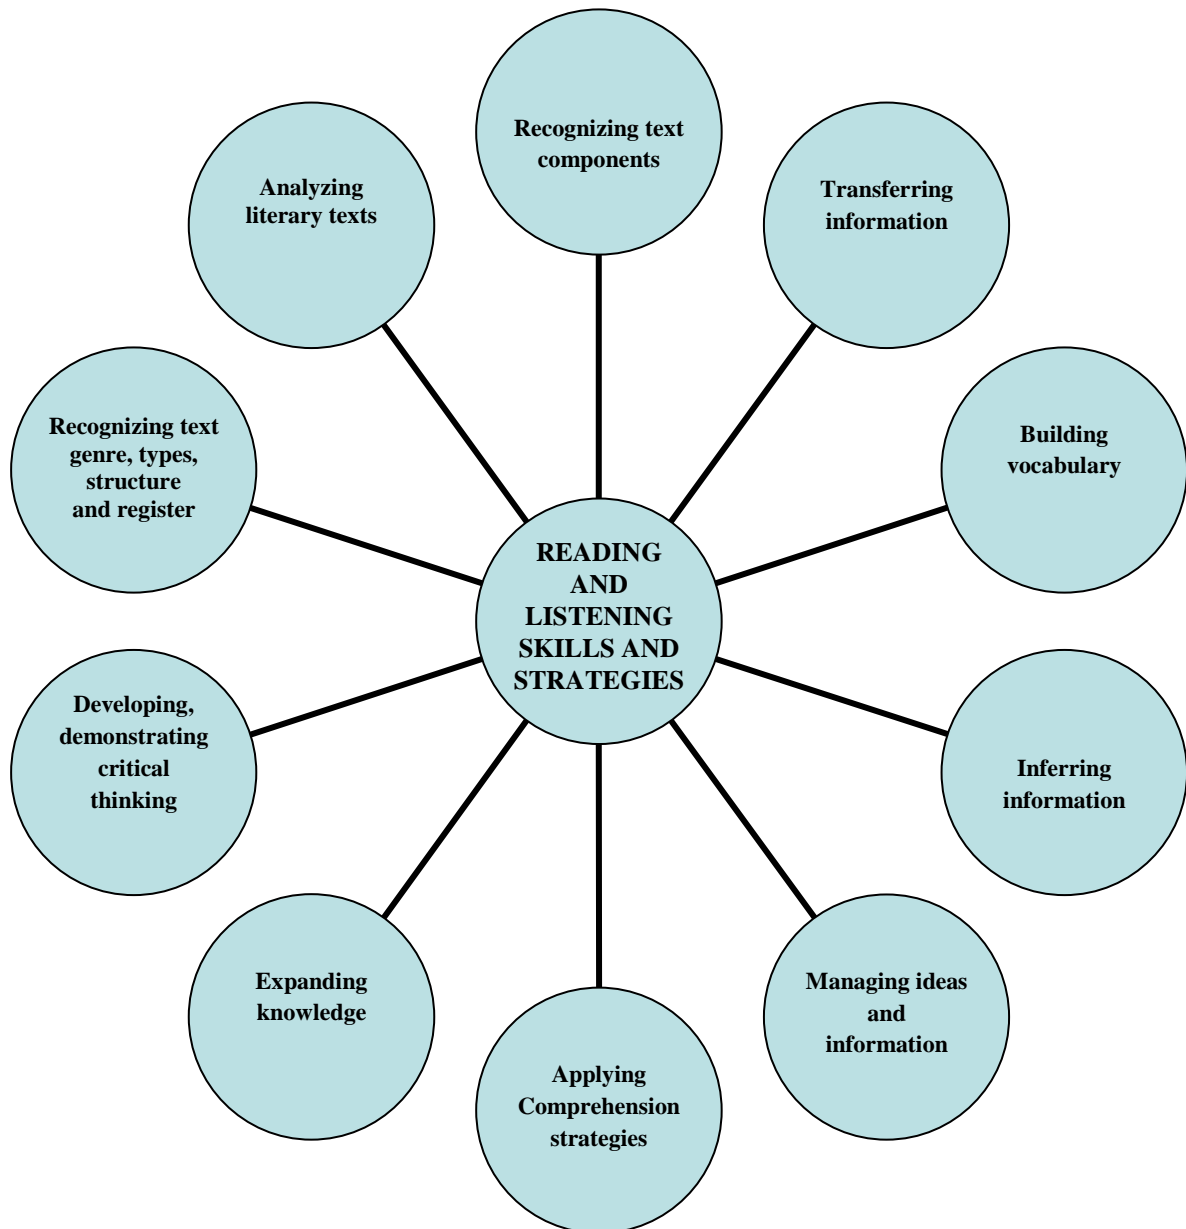 Recognizing text
components
Transferring
information
Building
vocabulary
Inferring
information
Managing ideas
and
information
Applying
Comprehension
strategies
Expanding
knowledge
Developing,
demonstrating
critical
thinking
Recognizing text
genre, types,
structure
and register
Analyzing
literary texts
READING
AND
LISTENING
SKILLS AND
STRATEGIES